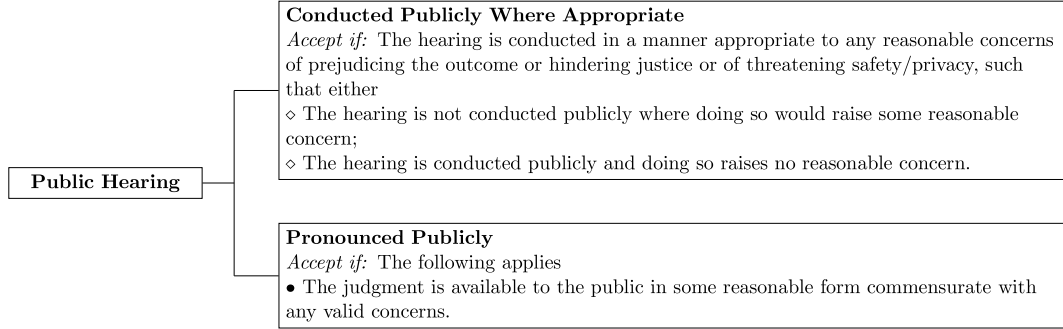 Conducted Publicly Where Appropriate
Accept if: The hearing is conducted in a manner appropriate to any reasonable concerns
of prejudicing the outcome or hindering justice or of threatening safety/privacy, such
that either
⋄ The hearing is not conducted publicly where doing so would raise some reasonable
concern;
⋄ The hearing is conducted publicly and doing so raises no reasonable concern.
Public Hearing
Pronounced Publicly
Accept if: The following applies
• The judgment is available to the public in some reasonable form commensurate with
any valid concerns.